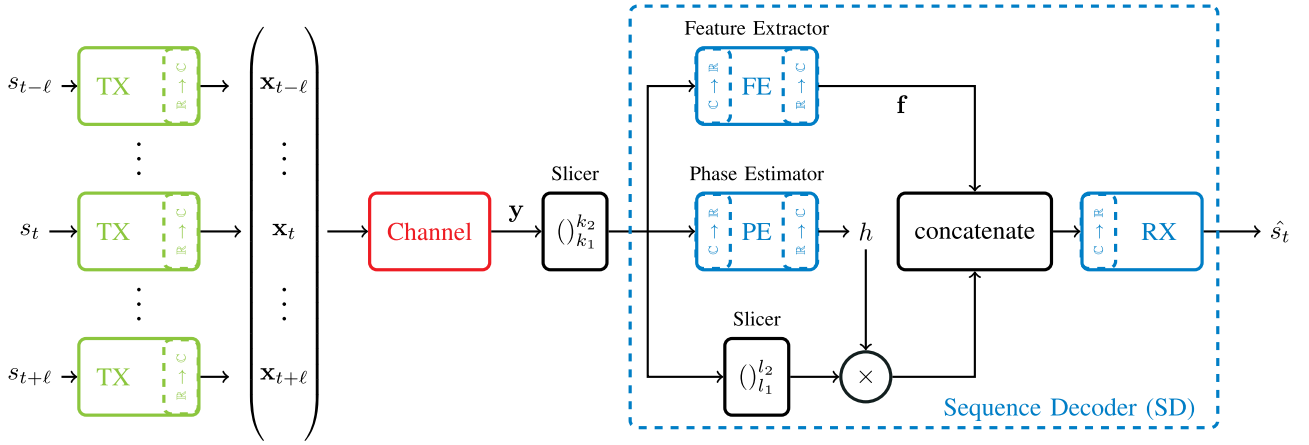 s_{t−ℓ}
TX
ℝ → ℂ
s_t
TX
ℝ → ℂ
s_{t+ℓ}
TX
ℝ → ℂ
𝐱_{t−ℓ}
𝐱_t
𝐱_{t+ℓ}
Channel
𝐲
Slicer
()^{k_2}_{k_1}
Feature Extractor
ℂ → ℝ
FE
ℝ → ℂ
𝐟
Phase Estimator
ℂ → ℝ
PE
ℝ → ℂ
h
Slicer
()^{l_2}_{l_1}
×
concatenate
ℂ → ℝ
RX
ŝ_t
Sequence Decoder (SD)